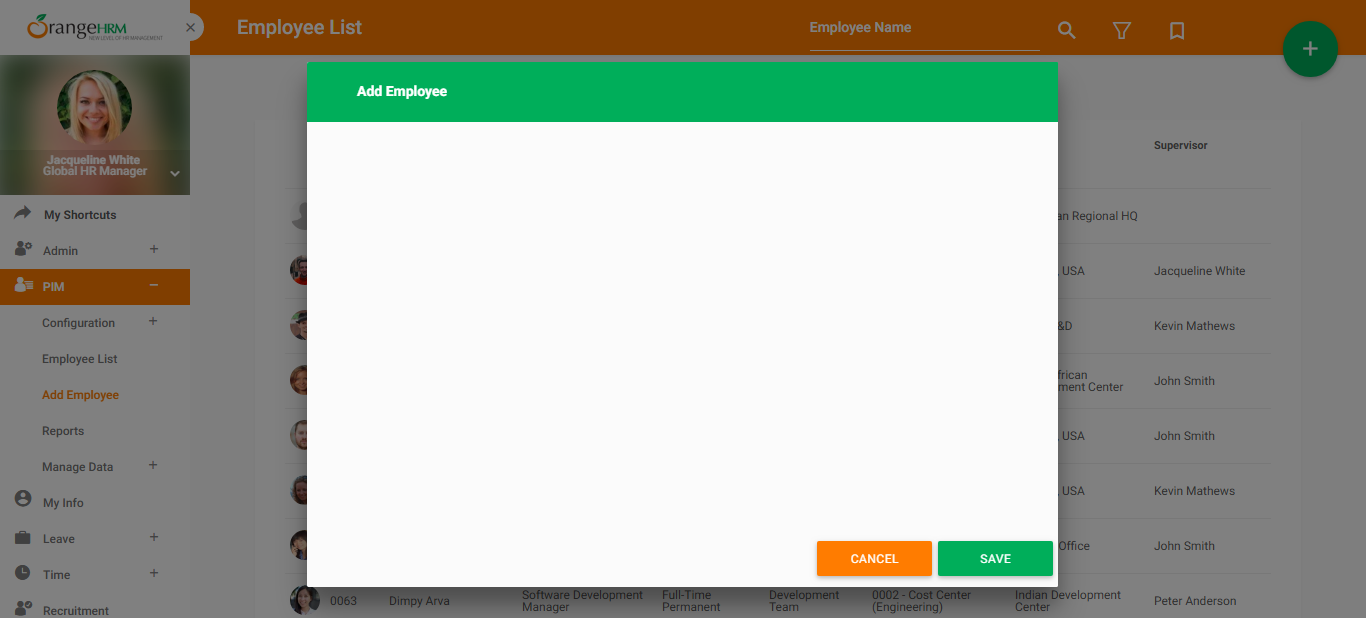 OrangeHRM
NEW LEVEL OF HR MANAGEMENT
Employee List
Employee Name
Add Employee
Jacqueline White
Global HR Manager
My Shortcuts
Admin
PIM
Configuration
Employee List
Add Employee
Reports
Manage Data
My Info
Leave
Time
Recruitment
Supervisor
an Regional HQ
, USA
Jacqueline White
&D
Kevin Mathews
frican
ment Center
John Smith
, USA
John Smith
, USA
Kevin Mathews
Office
John Smith
CANCEL
SAVE
0063
Dimpy Arva
Software Development
Manager
Full-Time
Permanent
Development
Team
0002 - Cost Center
(Engineering)
Indian Development
Center
Peter Anderson